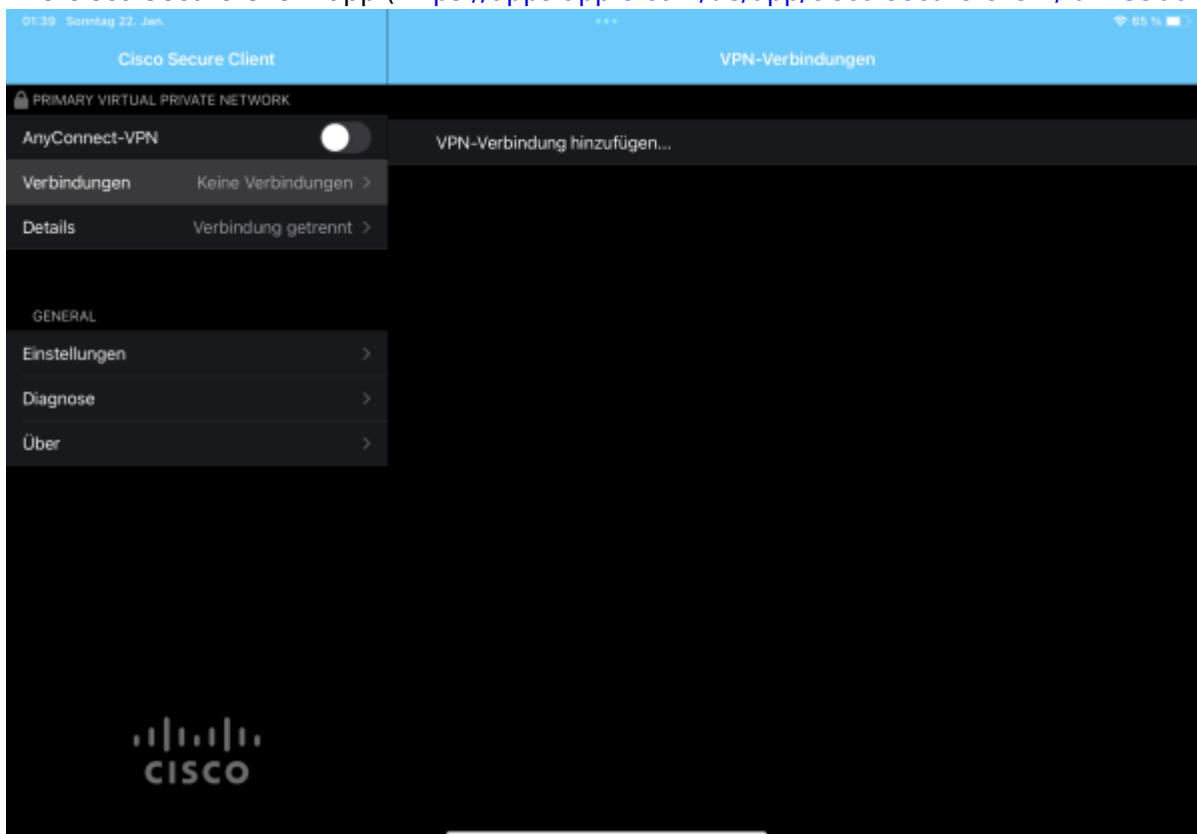 01:39 Sonntag 22. Jan.
65 %
Cisco Secure Client
VPN-Verbindungen
PRIMARY VIRTUAL PRIVATE NETWORK
AnyConnect-VPN
VPN-Verbindung hinzufügen...
Verbindungen Keine Verbindungen >
Details Verbindung getrennt >
GENERAL
Einstellungen >
Diagnose >
Über >
CISCO